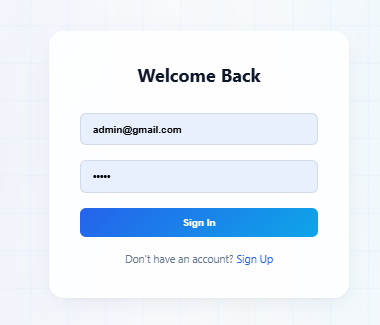 Welcome Back
admin@gmail.com
•••••
Sign In
Don't have an account? Sign Up